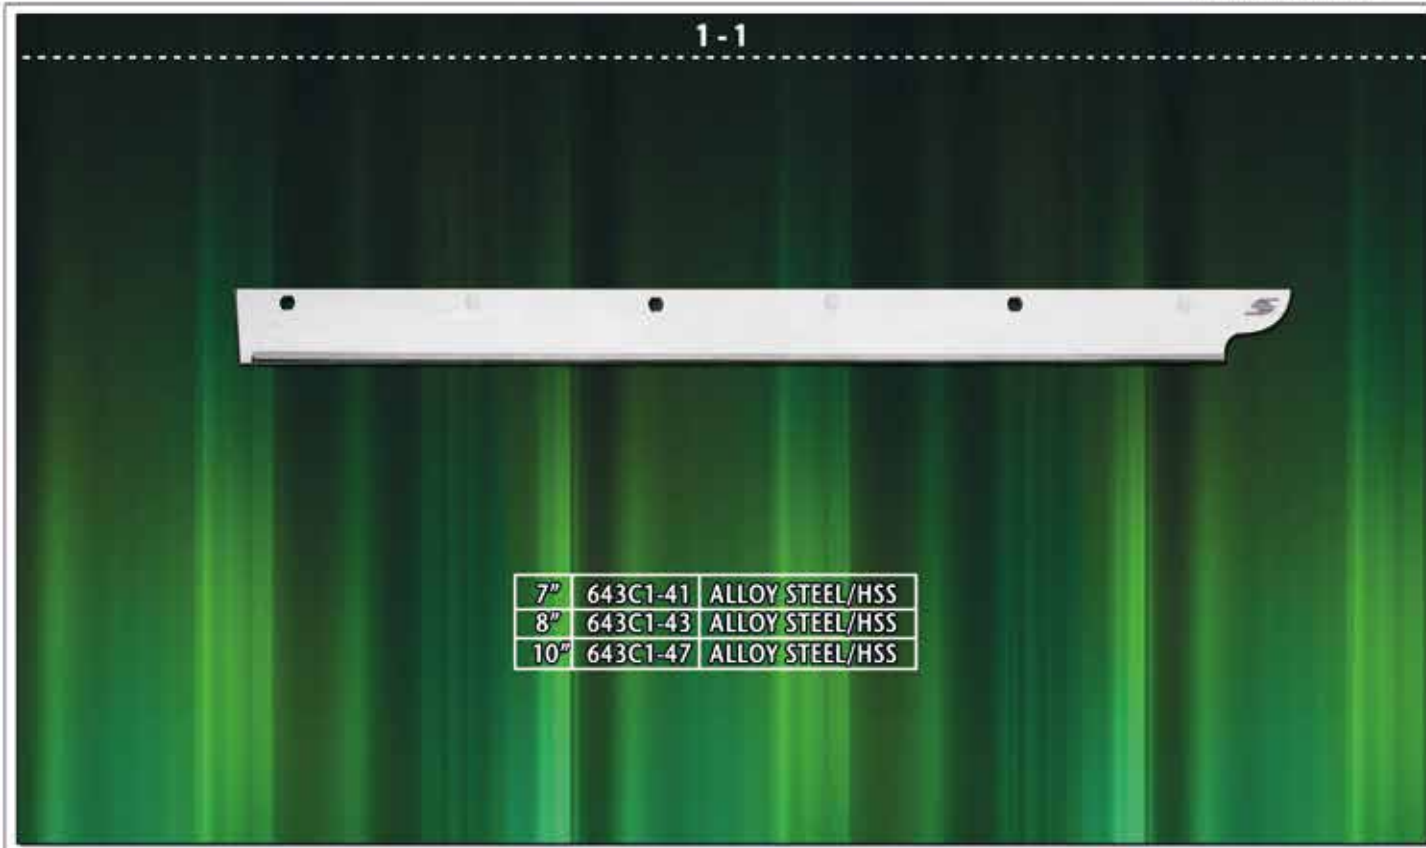 1-1
7" 643C1-41 ALLOY STEEL/HSS
8" 643C1-43 ALLOY STEEL/HSS
10" 643C1-47 ALLOY STEEL/HSS